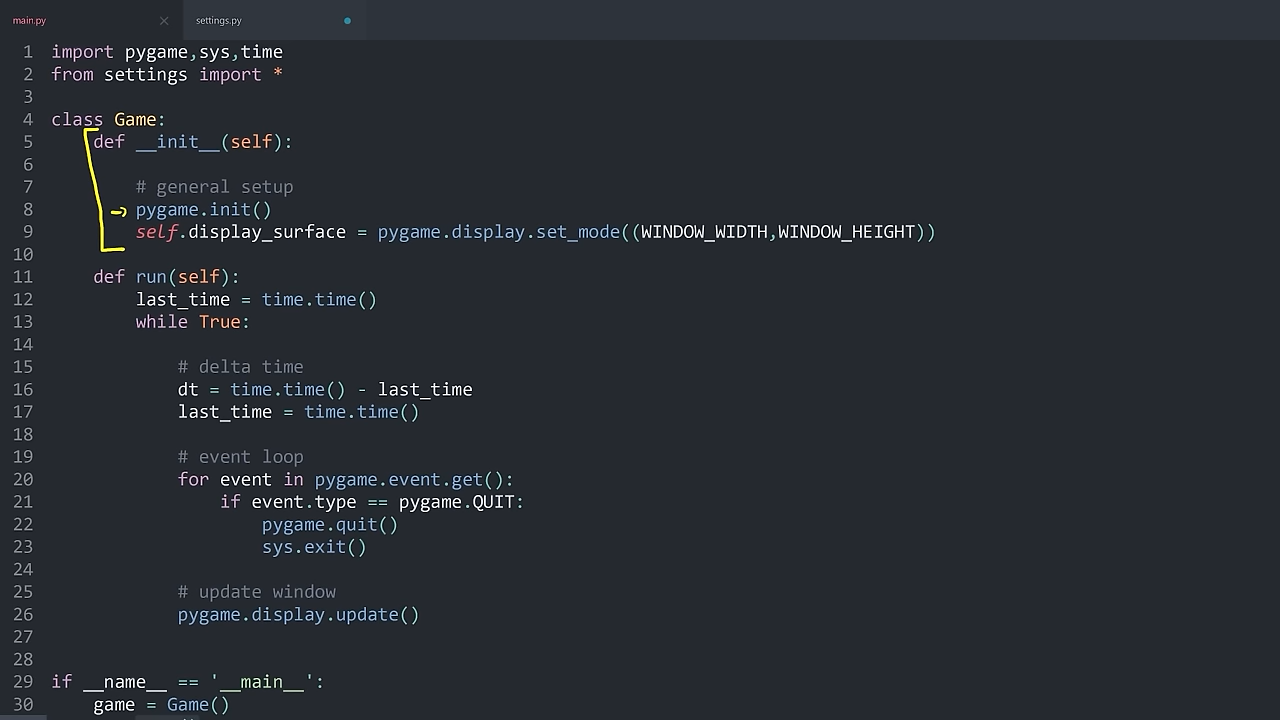 main.py
settings.py
1 import pygame,sys,time
2 from settings import *
3
4 class Game:
5     def __init__(self):
6
7         # general setup
8         pygame.init()
9         self.display_surface = pygame.display.set_mode((WINDOW_WIDTH,WINDOW_HEIGHT))
10
11     def run(self):
12         last_time = time.time()
13         while True:
14
15             # delta time
16             dt = time.time() - last_time
17             last_time = time.time()
18
19             # event loop
20             for event in pygame.event.get():
21                 if event.type == pygame.QUIT:
22                     pygame.quit()
23                     sys.exit()
24
25             # update window
26             pygame.display.update()
27
28
29 if __name__ == '__main__':
30     game = Game()